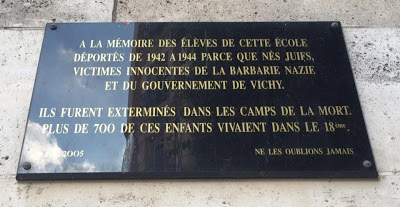 A LA MÉMOIRE DES ÉLÈVES DE CETTE ÉCOLE
DÉPORTÉS DE 1942 A 1944 PARCE QUE NÉS JUIFS,
VICTIMES INNOCENTES DE LA BARBARIE NAZIE
ET DU GOUVERNEMENT DE VICHY.
ILS FURENT EXTERMINÉS DANS LES CAMPS DE LA MORT.
PLUS DE 700 DE CES ENFANTS VIVAIENT DANS LE 18ème.
2005 NE LES OUBLIONS JAMAIS.